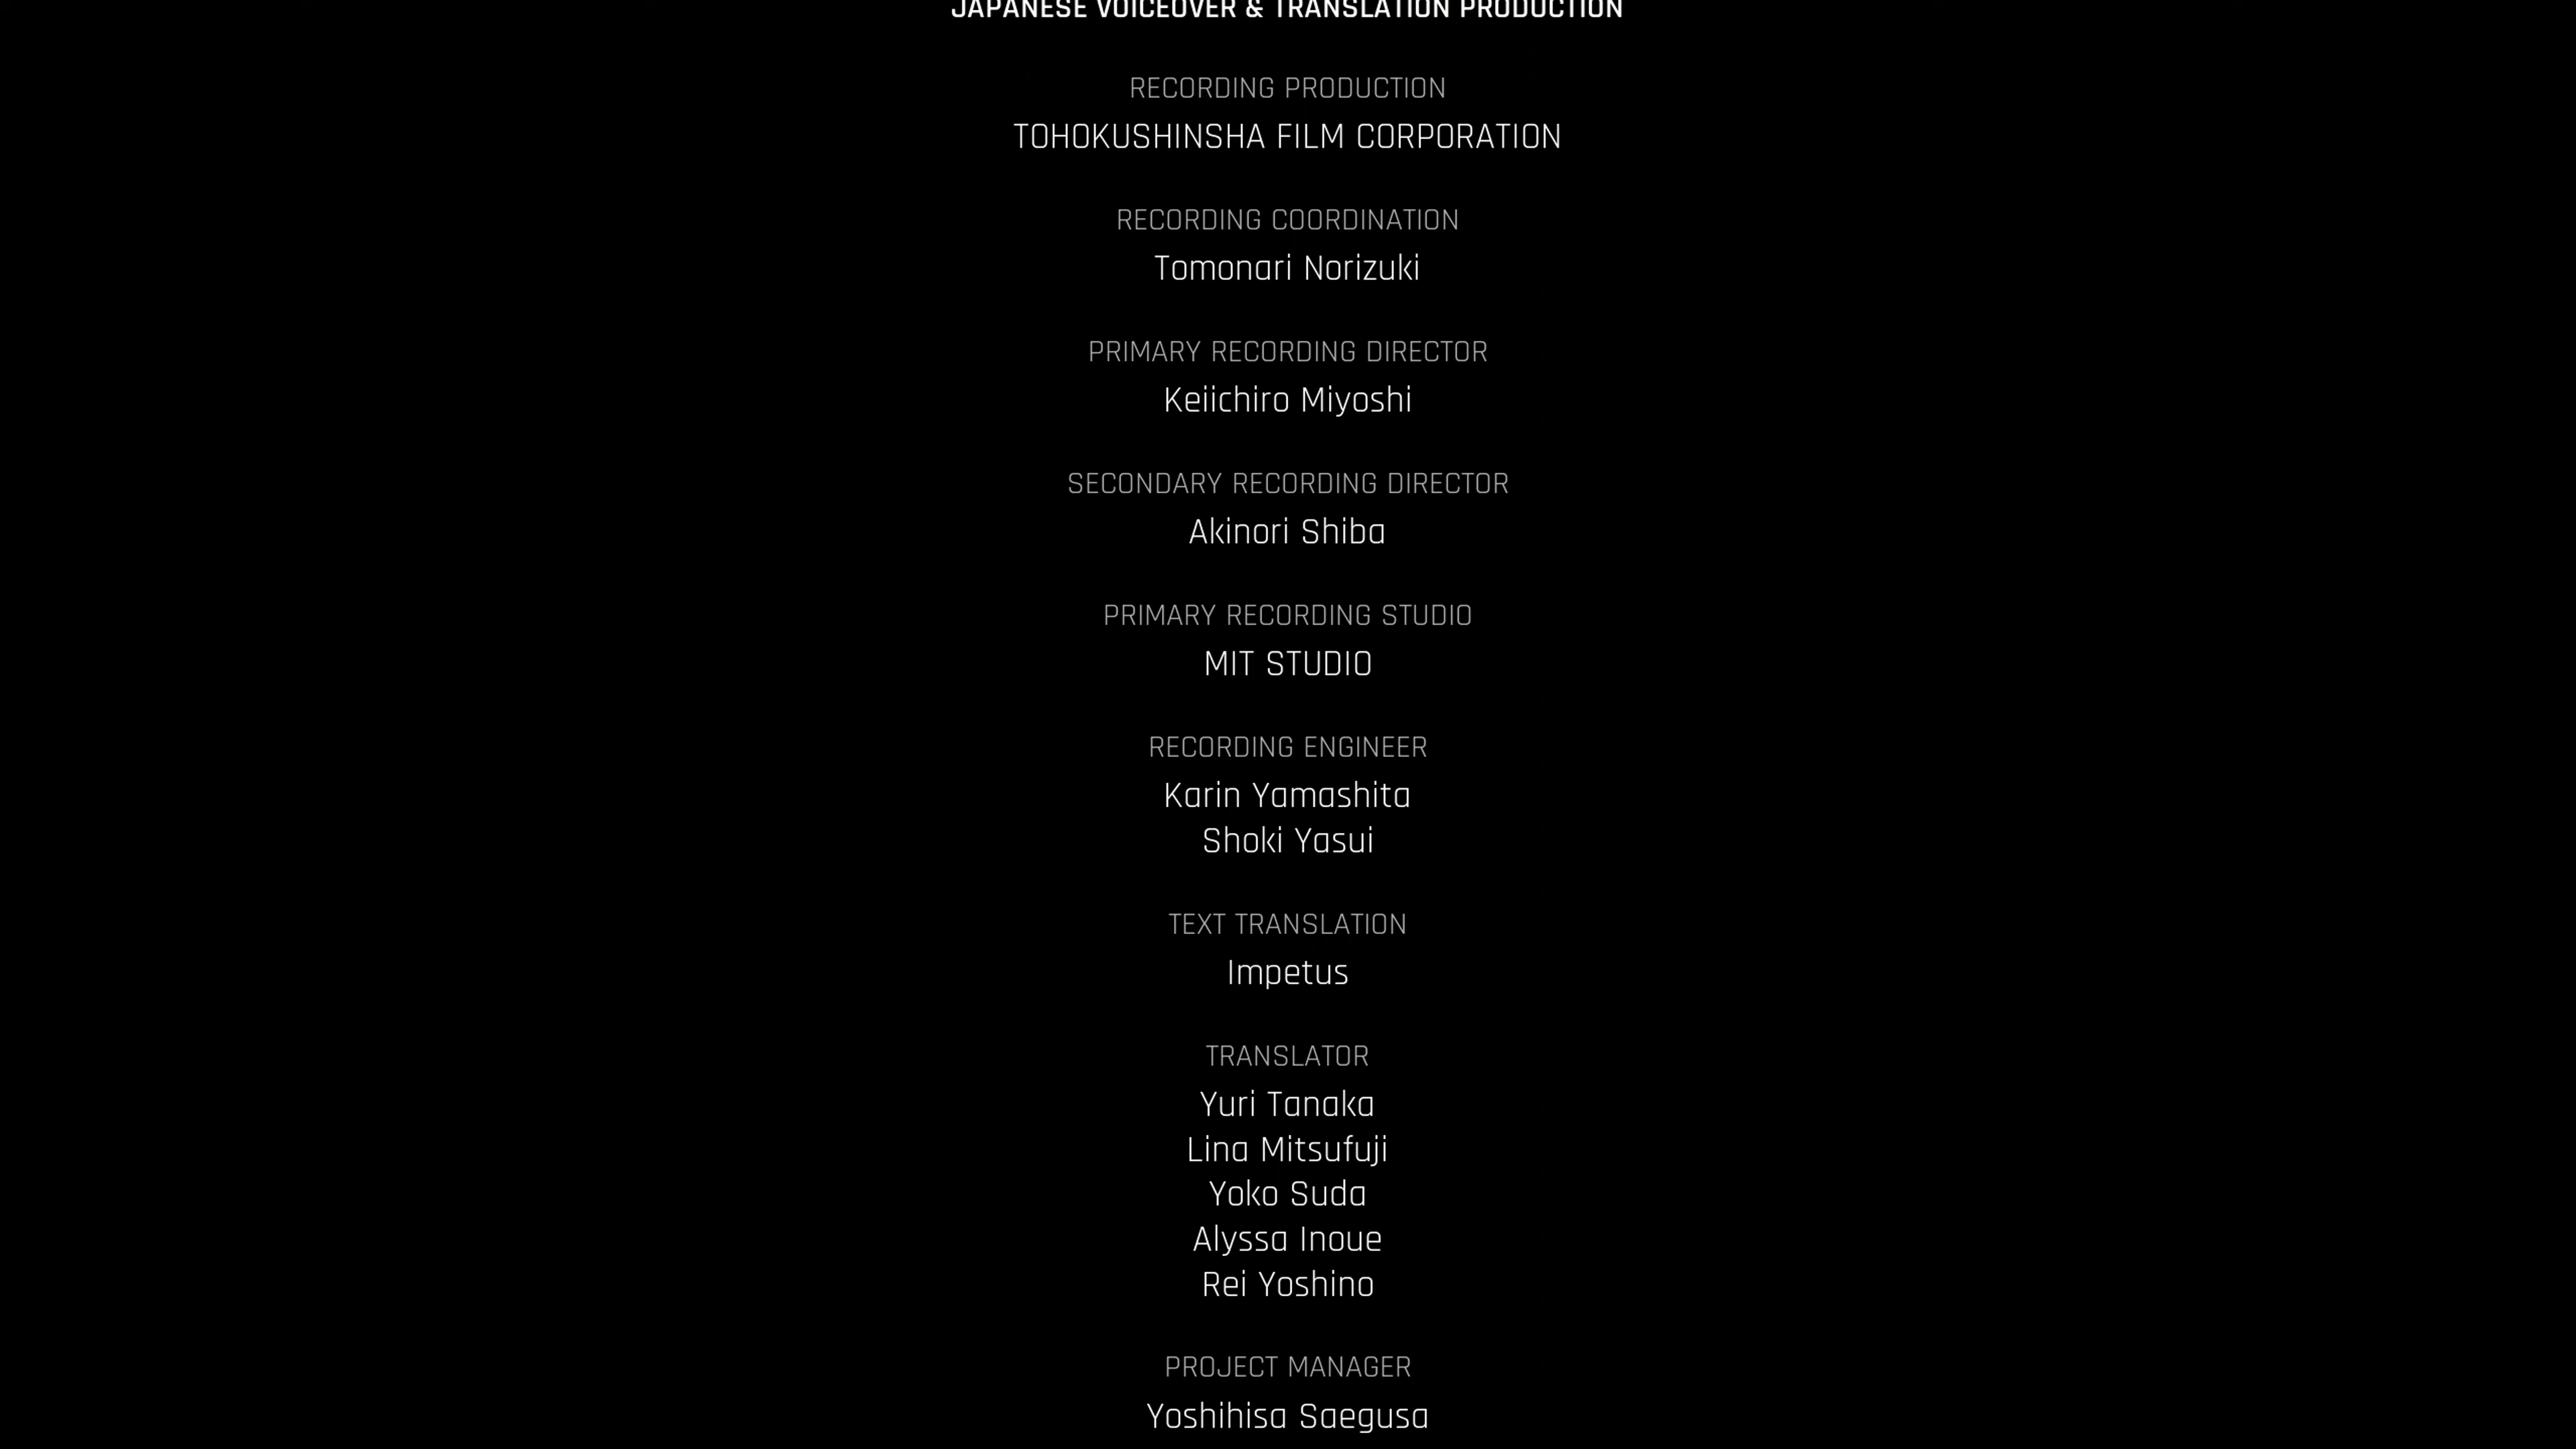 JAPANESE VOICEOVER & TRANSLATION PRODUCTION
RECORDING PRODUCTION
TOHOKUSHINSHA FILM CORPORATION
RECORDING COORDINATION
Tomonari Norizuki
PRIMARY RECORDING DIRECTOR
Keiichiro Miyoshi
SECONDARY RECORDING DIRECTOR
Akinori Shiba
PRIMARY RECORDING STUDIO
MIT STUDIO
RECORDING ENGINEER
Karin Yamashita
Shoki Yasui
TEXT TRANSLATION
Impetus
TRANSLATOR
Yuri Tanaka
Lina Mitsufuji
Yoko Suda
Alyssa Inoue
Rei Yoshino
PROJECT MANAGER
Yoshihisa Saegusa